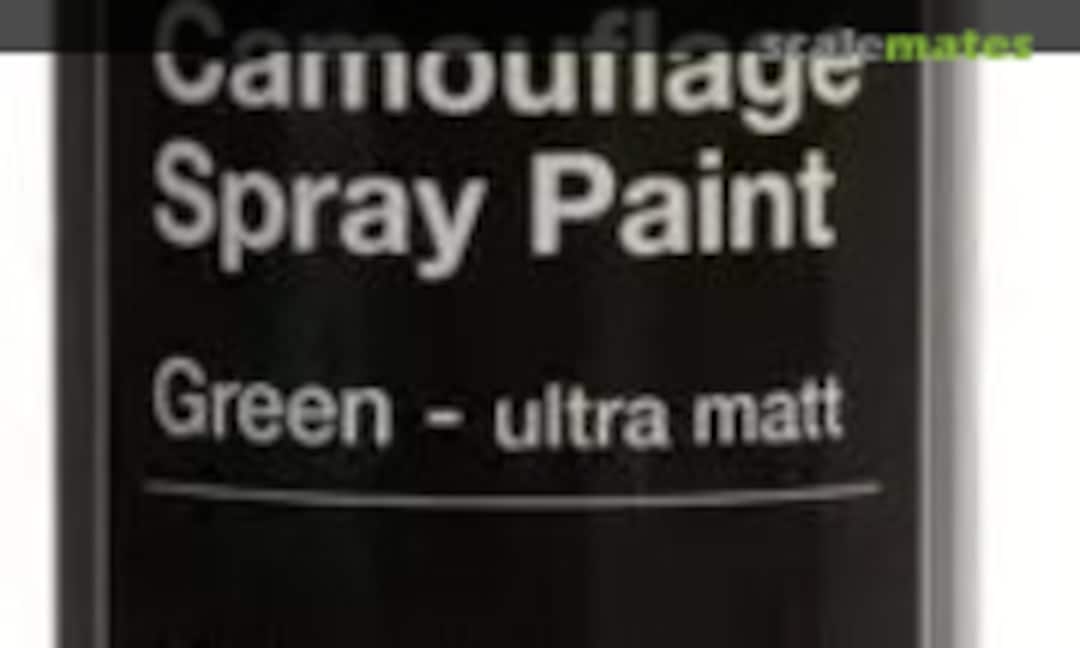 scalemates
Camouflage
Spray Paint
Green - ultra matt